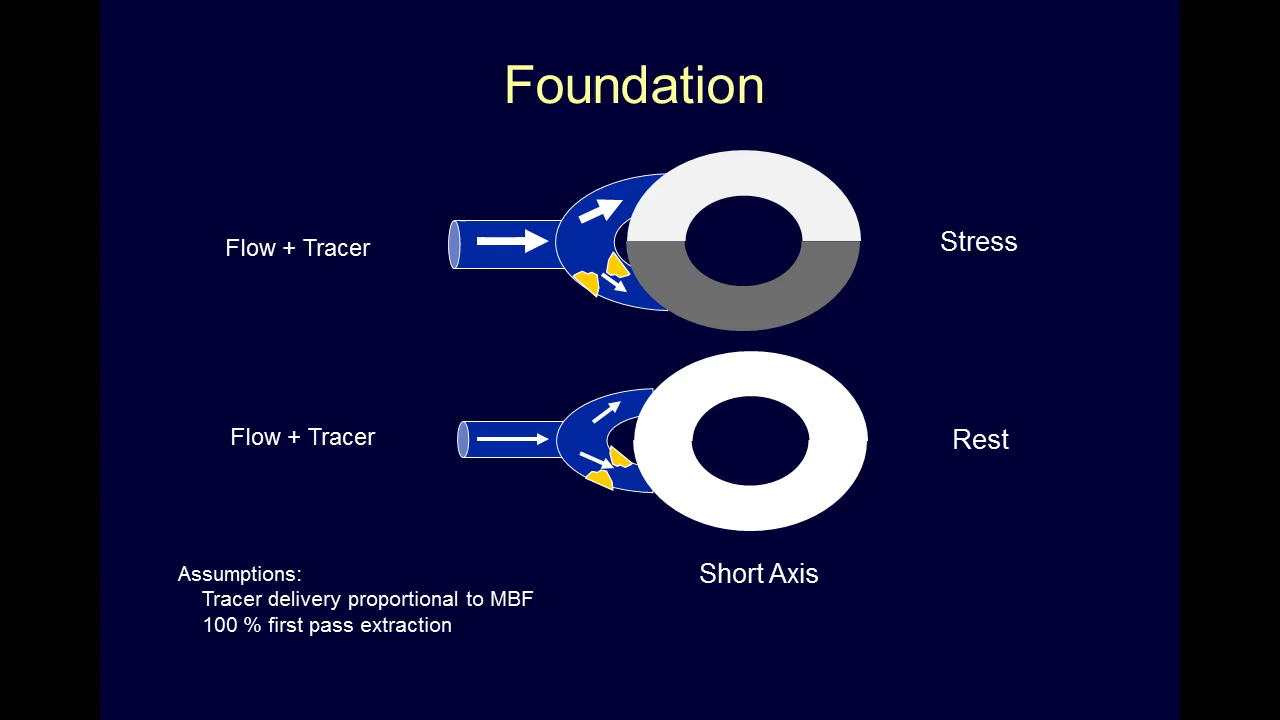 Foundation
Flow + Tracer
Stress
Flow + Tracer
Rest
Short Axis
Assumptions:
Tracer delivery proportional to MBF
100 % first pass extraction